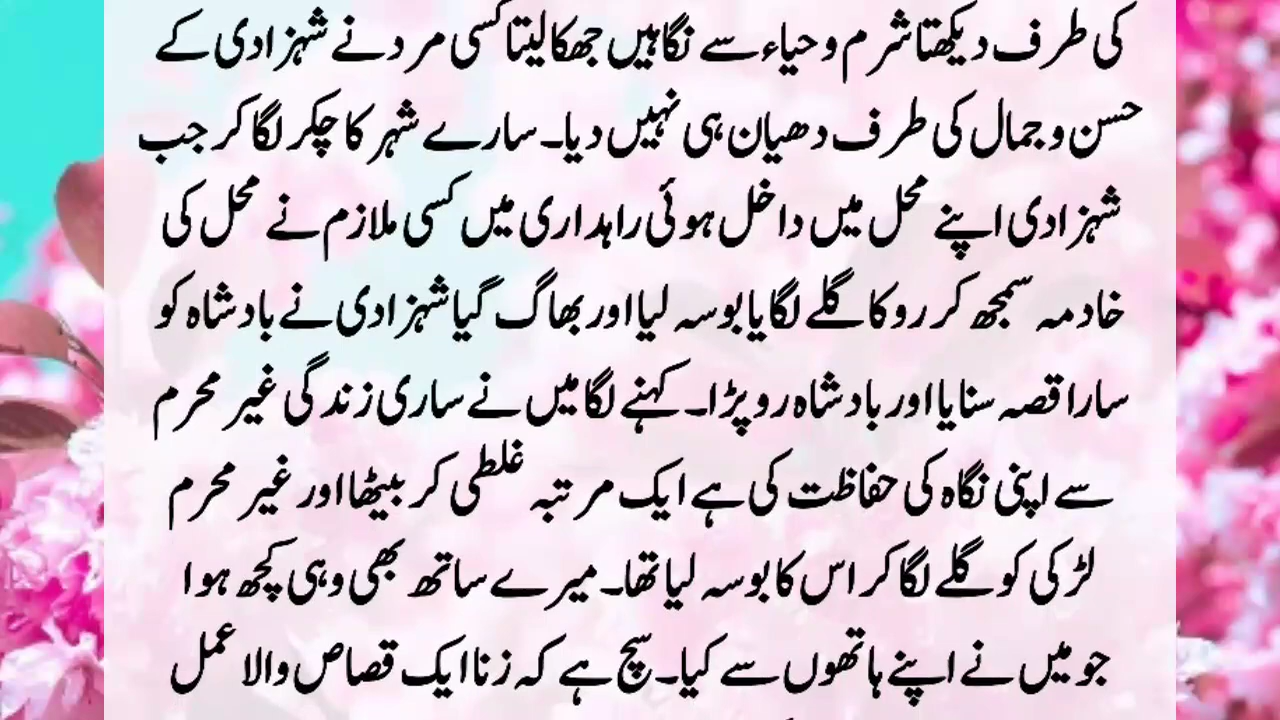 کی طرف دیکھتا شرم و حیاء سے نگاہیں جھکا لیتا کسی مرد نے شہزادی کے
حسن و جمال کی طرف دھیان ہی نہیں دیا۔ سارے شہر کا چکر لگا کر جب
شہزادی اپنے محل میں داخل ہوئی راہداری میں کسی ملازم نے محل کی
خادمہ سمجھ کر روکا گلے لگایا بوسہ لیا اور بھاگ گیا شہزادی نے بادشاہ کو
سارا قصہ سنایا اور بادشاہ رو پڑا۔ کہنے لگا میں نے ساری زندگی غیر محرم
سے اپنی نگاہ کی حفاظت کی ہے ایک مرتبہ غلطی کر بیٹھا اور غیر محرم
لڑکی کو گلے لگا کر اس کا بوسہ لیا تھا۔ میرے ساتھ بھی وہی کچھ ہوا
جو میں نے اپنے ہاتھوں سے کیا۔ سچ ہے کہ زنا ایک قصاص والا عمل